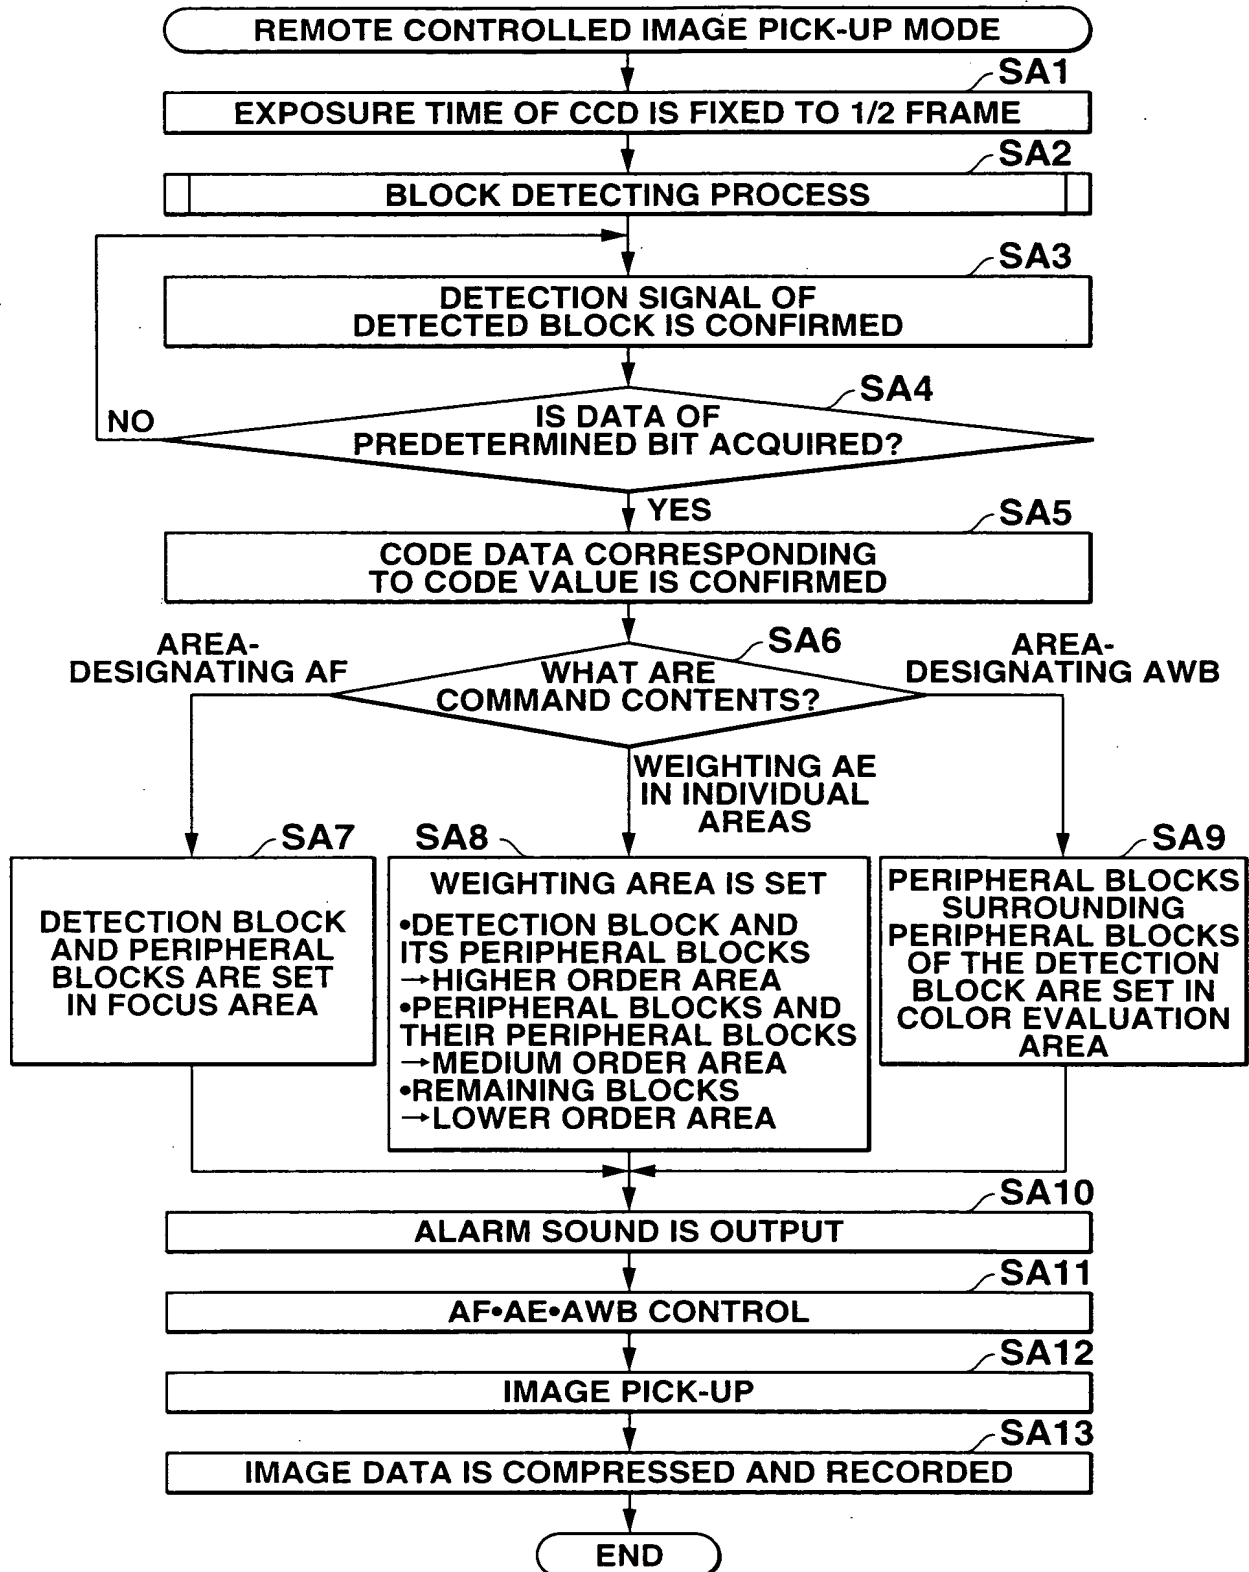 REMOTE CONTROLLED IMAGE PICK-UP MODE
SA1
EXPOSURE TIME OF CCD IS FIXED TO 1/2 FRAME
SA2
BLOCK DETECTING PROCESS
SA3
DETECTION SIGNAL OF
DETECTED BLOCK IS CONFIRMED
SA4
IS DATA OF
PREDETERMINED BIT ACQUIRED?
NO
YES
SA5
CODE DATA CORRESPONDING
TO CODE VALUE IS CONFIRMED
SA6
WHAT ARE
COMMAND CONTENTS?
AREA-
DESIGNATING AF
AREA-
DESIGNATING AWB
WEIGHTING AE
IN INDIVIDUAL
AREAS
SA7
DETECTION BLOCK
AND PERIPHERAL
BLOCKS ARE SET
IN FOCUS AREA
SA8
WEIGHTING AREA IS SET
•DETECTION BLOCK AND
ITS PERIPHERAL BLOCKS
→HIGHER ORDER AREA
•PERIPHERAL BLOCKS AND
THEIR PERIPHERAL BLOCKS
→MEDIUM ORDER AREA
•REMAINING BLOCKS
→LOWER ORDER AREA
SA9
PERIPHERAL BLOCKS
SURROUNDING
PERIPHERAL BLOCKS
OF THE DETECTION
BLOCK ARE SET IN
COLOR EVALUATION
AREA
SA10
ALARM SOUND IS OUTPUT
SA11
AF•AE•AWB CONTROL
SA12
IMAGE PICK-UP
SA13
IMAGE DATA IS COMPRESSED AND RECORDED
END